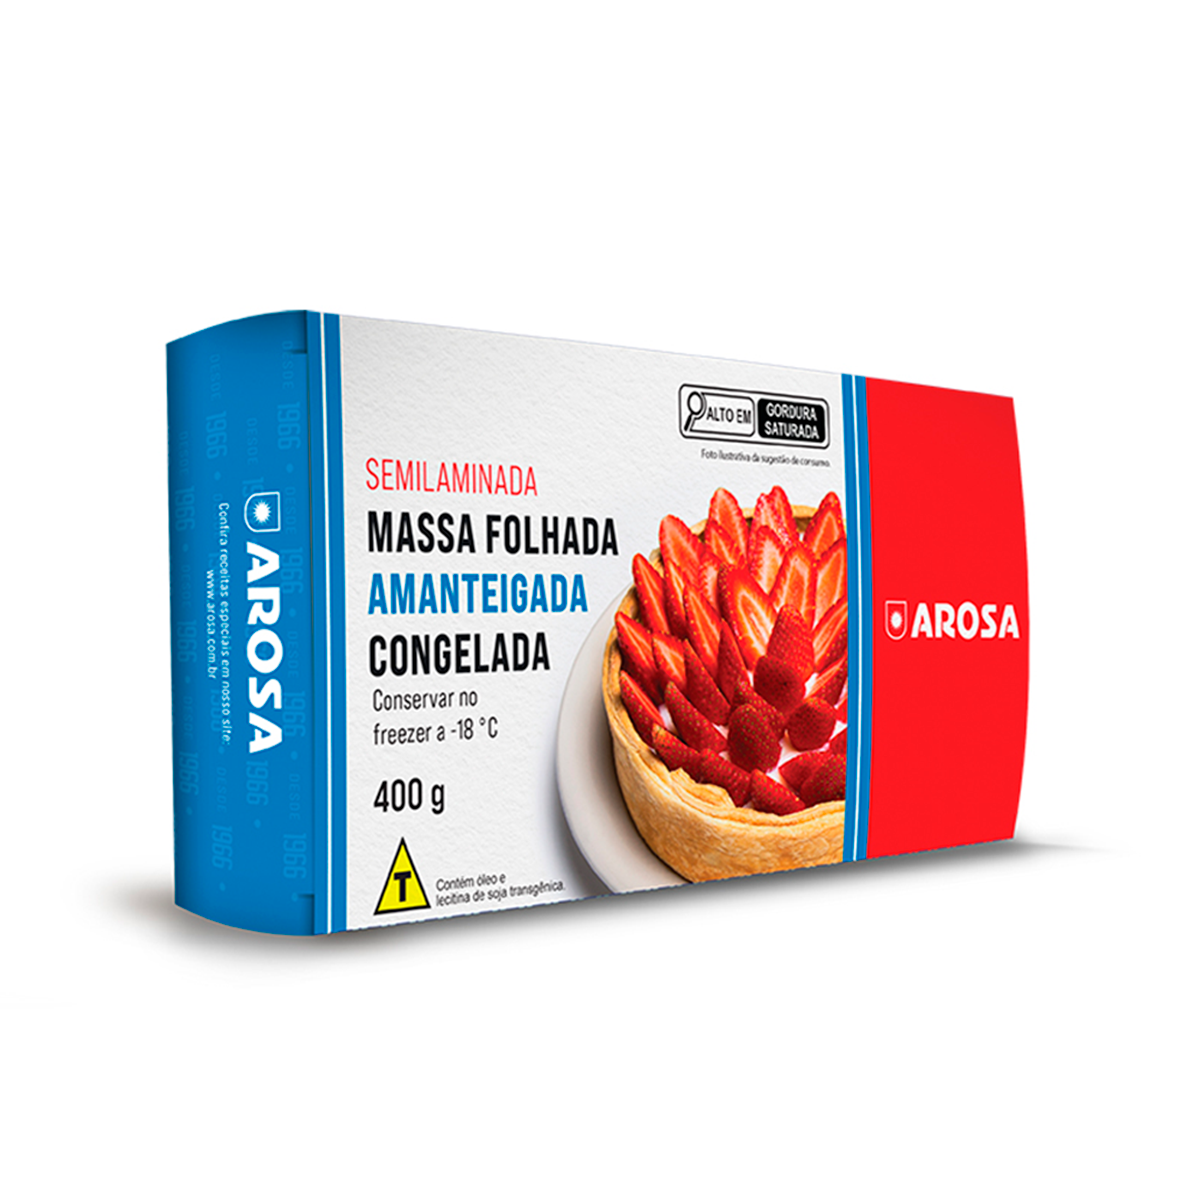 ALTO EM
GORDURA
SATURADA
Foto ilustrativa de sugestão de consumo.
SEMILAMINADA
MASSA FOLHADA
AMANTEIGADA
CONGELADA
Conservar no
freezer a -18 °C
400 g
T
Contém óleo e
lecitina de soja transgênica.
AROSA
AROSA
Confira receitas especiais em nosso site:
www.arosa.com.br
DESDE 1966